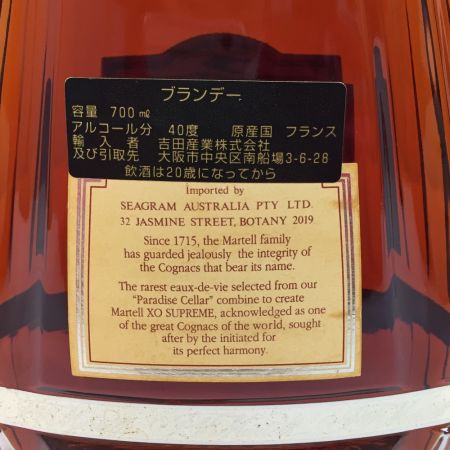 ブランデー
容量 700㎖
アルコール分 40度 原産国 フランス
輸入者 吉田産業株式会社
及び引取先 大阪市中央区南船場3-6-28
飲酒は20歳になってから
Imported by
SEAGRAM AUSTRALIA PTY LTD
32 JASMINE STREET, BOTANY 2019
Since 1715, the Martell family
has guarded jealously the integrity of
the Cognacs that bear its name.
The rarest eaux-de-vie selected from our
“Paradise Cellar” combine to create
Martell XO SUPREME, acknowledged as one
of the great Cognacs of the world, sought
after by the initiated for
its perfect harmony.